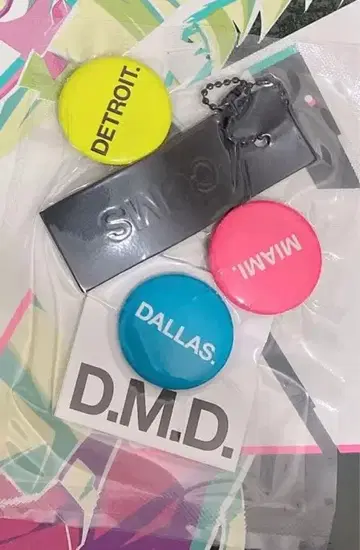 DETROIT.
MIAMI.
DALLAS.
D.M.D.